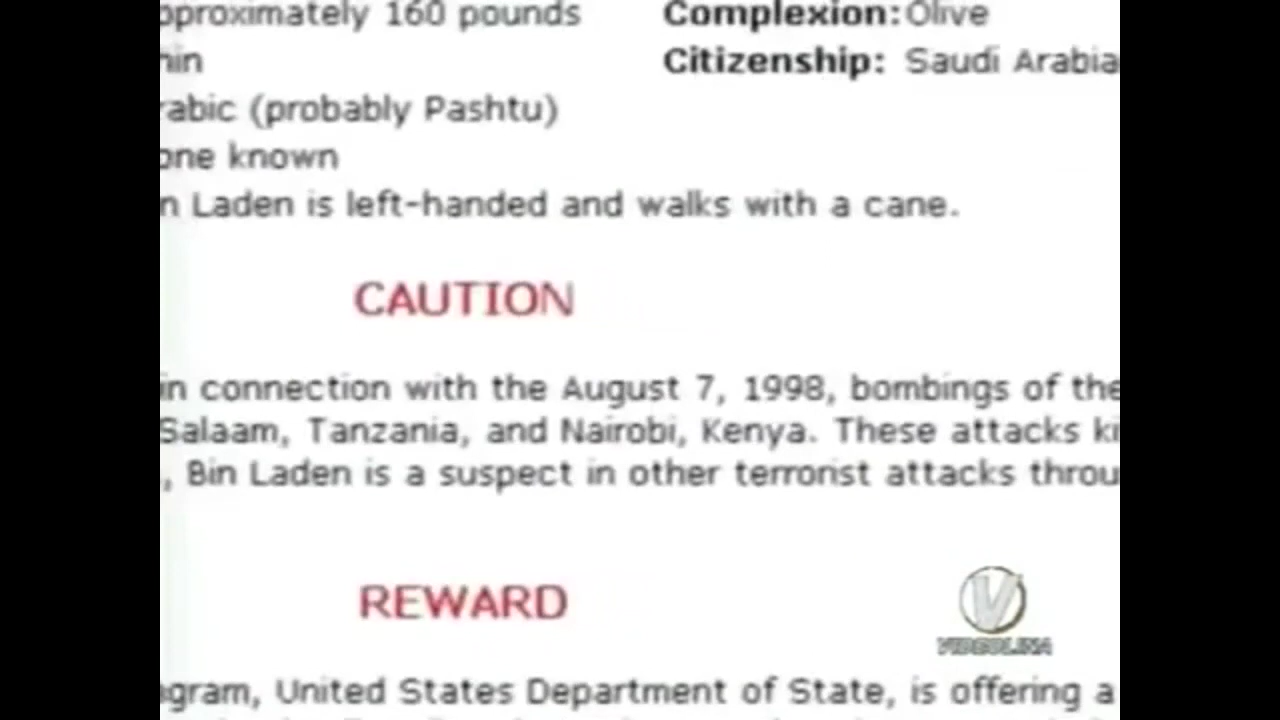 pproximately 160 pounds Complexion: Olive
hin Citizenship: Saudi Arabia
rabic (probably Pashtu)
one known
n Laden is left-handed and walks with a cane.
CAUTION
in connection with the August 7, 1998, bombings of the
Salaam, Tanzania, and Nairobi, Kenya. These attacks ki
, Bin Laden is a suspect in other terrorist attacks throu
REWARD
VIDEOLINA
gram, United States Department of State, is offering a